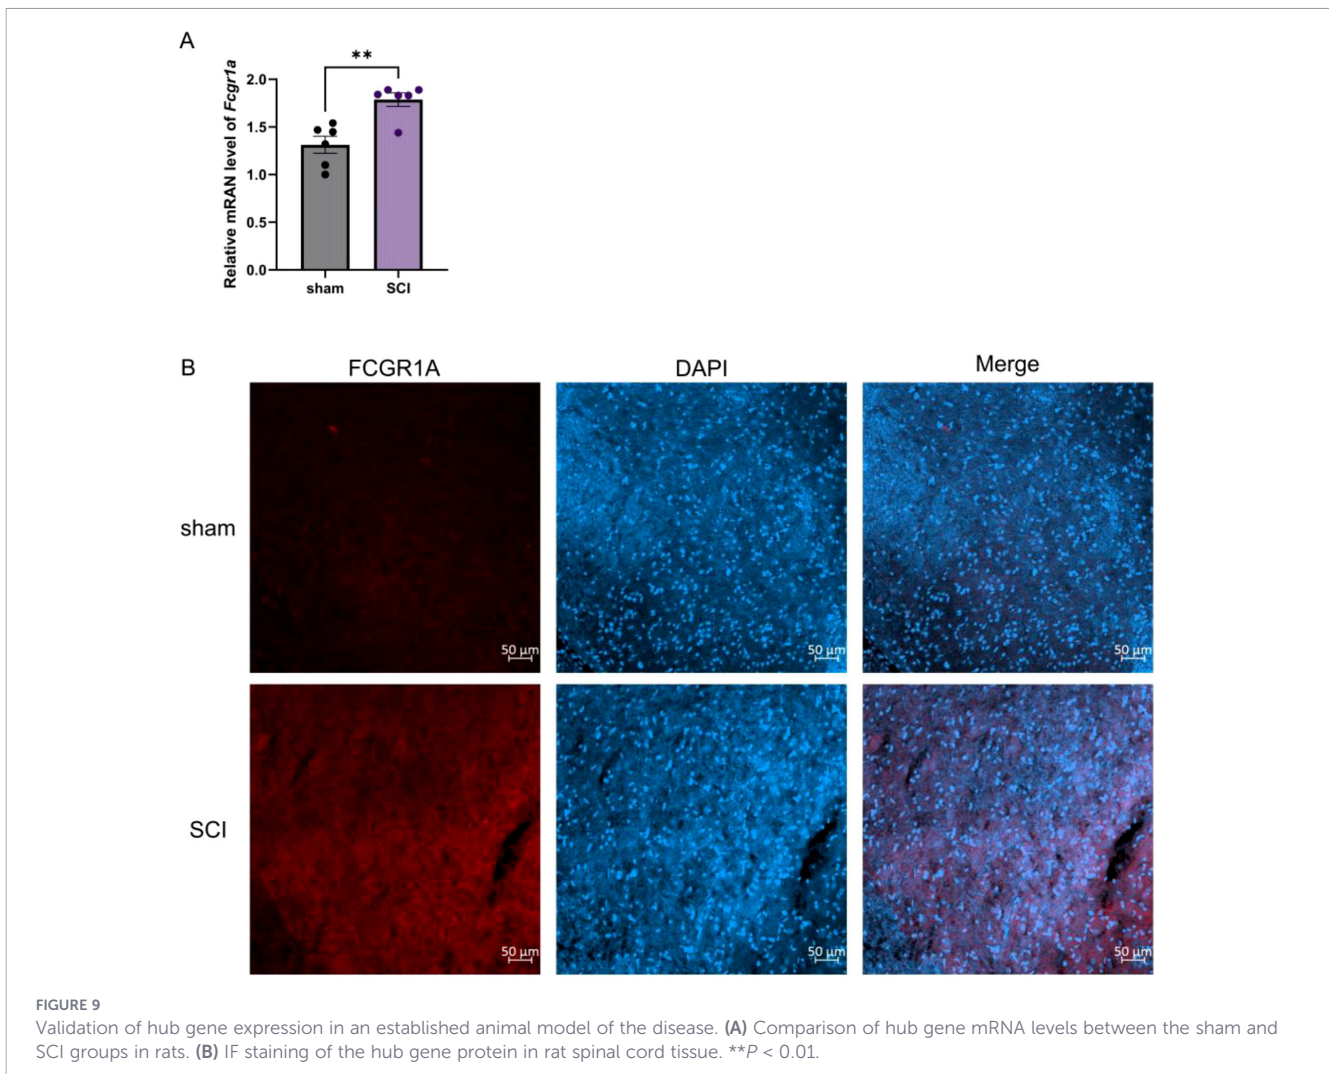 A
**
Relative mRAN level of Fcgr1a
2.0
1.5
1.0
0.5
0.0
sham
SCI
B
FCGR1A
DAPI
Merge
sham
50 µm
50 µm
50 µm
SCI
50 µm
50 µm
50 µm
FIGURE 9
Validation of hub gene expression in an established animal model of the disease. (A) Comparison of hub gene mRNA levels between the sham and
SCI groups in rats. (B) IF staining of the hub gene protein in rat spinal cord tissue. **P < 0.01.